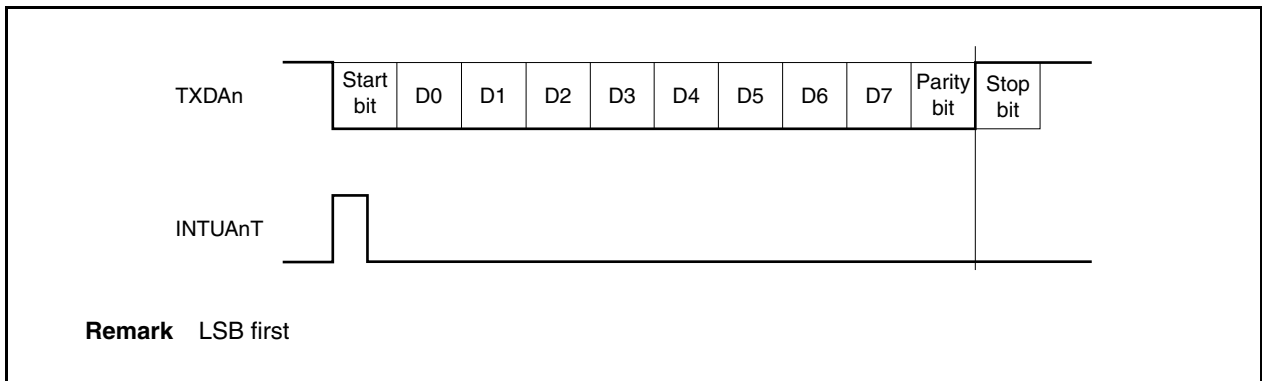 TXDAn
Start bit
D0
D1
D2
D3
D4
D5
D6
D7
Parity bit
Stop bit
INTUAnT
Remark LSB first